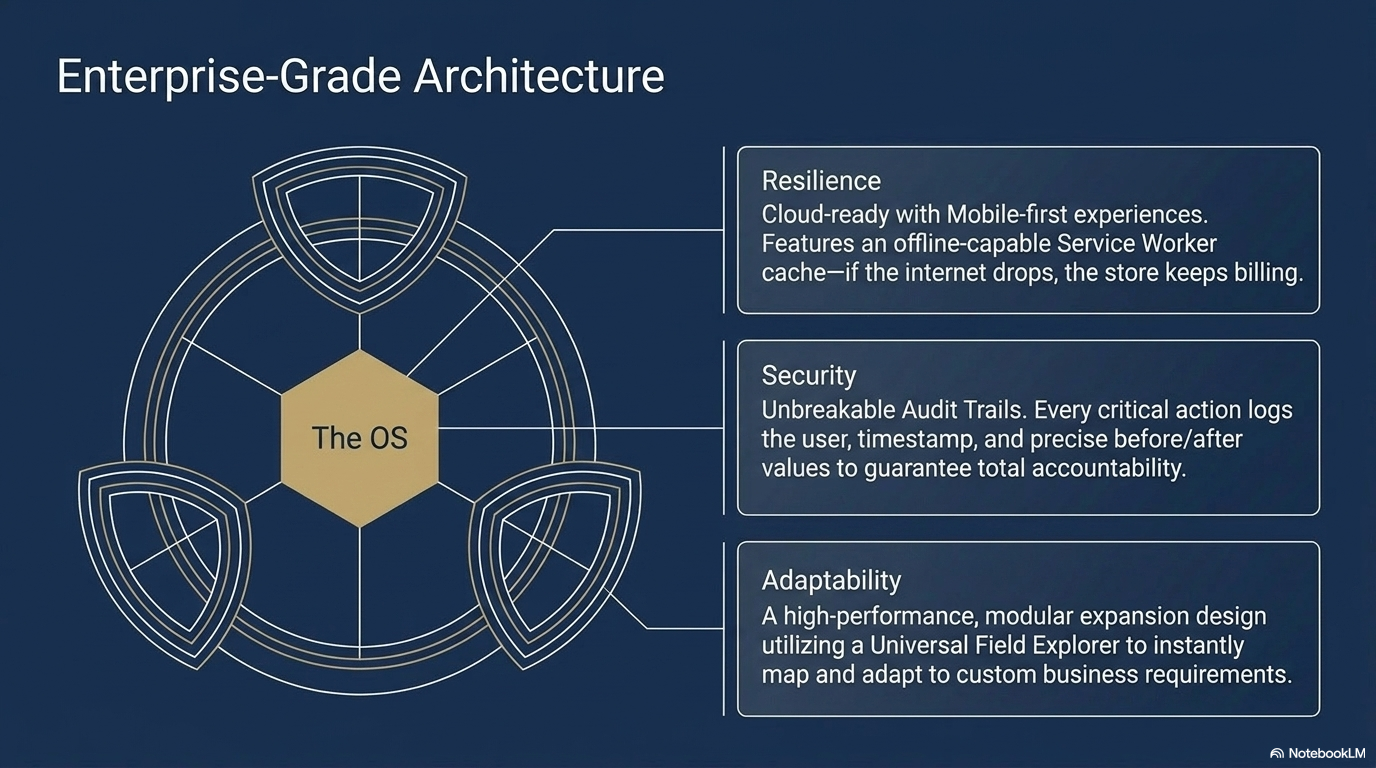 Enterprise-Grade Architecture
The OS
Resilience
Cloud-ready with Mobile-first experiences.
Features an offline-capable Service Worker
cache—if the internet drops, the store keeps billing.
Security
Unbreakable Audit Trails. Every critical action logs
the user, timestamp, and precise before/after
values to guarantee total accountability.
Adaptability
A high-performance, modular expansion design
utilizing a Universal Field Explorer to instantly
map and adapt to custom business requirements.
NotebookLM